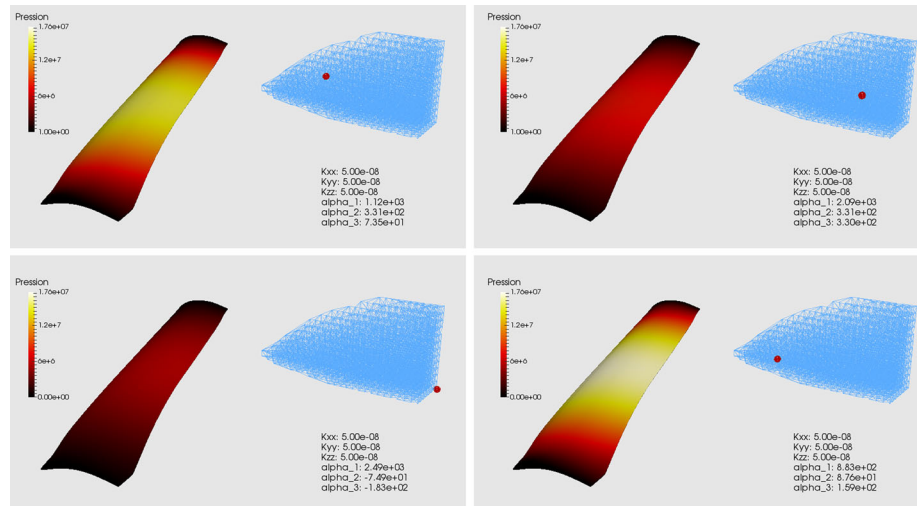 Pression
1.76e+07
1.2e+7
6e+6
1.00e+00
Kxx: 5.00e-08
Kyy: 5.00e-08
Kzz: 5.00e-08
alpha_1: 1.12e+03
alpha_2: 3.31e+02
alpha_3: 7.35e+01
Pression
1.76e+07
1.2e+7
6e+6
1.00e+00
Kxx: 5.00e-08
Kyy: 5.00e-08
Kzz: 5.00e-08
alpha_1: 2.09e+03
alpha_2: 3.31e+02
alpha_3: 3.30e+02
Pression
1.76e+07
1.2e+7
6e+6
0.00e+00
Kxx: 5.00e-08
Kyy: 5.00e-08
Kzz: 5.00e-08
alpha_1: 2.49e+03
alpha_2: -7.49e+01
alpha_3: -1.83e+02
Pression
1.76e+07
1.2e+7
6e+6
0.00e+00
Kxx: 5.00e-08
Kyy: 5.00e-08
Kzz: 5.00e-08
alpha_1: 8.83e+02
alpha_2: 8.76e+01
alpha_3: 1.59e+02